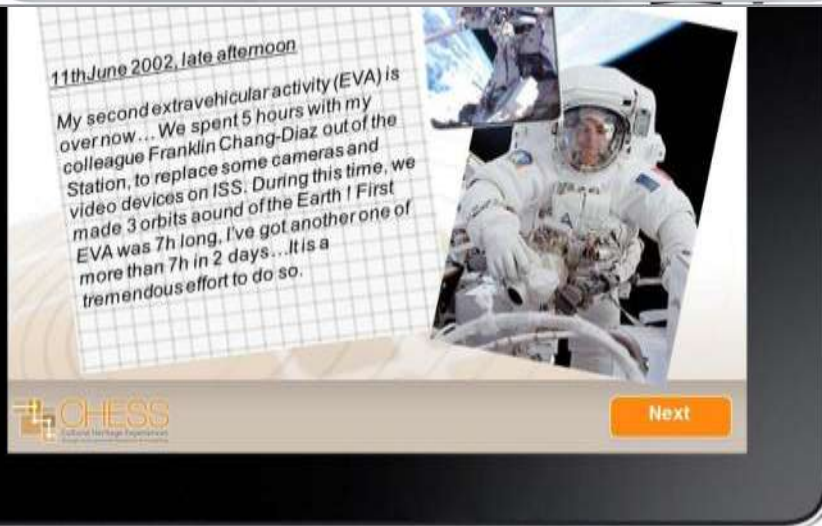 11thJune 2002, late afternoon
My second extravehicular activity (EVA) is
over now... We spent 5 hours with my
colleague Franklin Chang-Diaz out of the
Station, to replace some cameras and
video devices on ISS. During this time, we
made 3 orbits aound of the Earth ! First
EVA was 7h long, I've got another one of
more than 7h in 2 days...It is a
tremendous effort to do so.
CHESS
Cultural Heritage Experiences
Next